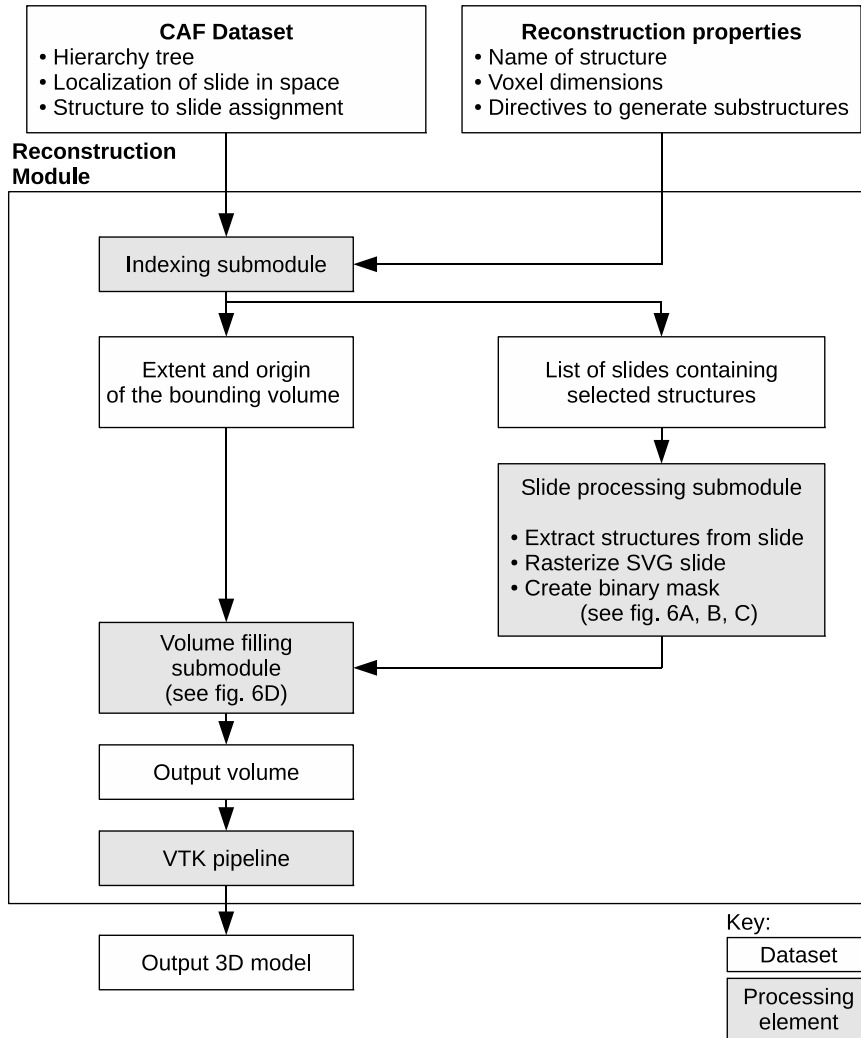 CAF Dataset
• Hierarchy tree
• Localization of slide in space
• Structure to slide assignment
Reconstruction properties
• Name of structure
• Voxel dimensions
• Directives to generate substructures
Reconstruction
Module
Indexing submodule
Extent and origin
of the bounding volume
List of slides containing
selected structures
Slide processing submodule
• Extract structures from slide
• Rasterize SVG slide
• Create binary mask
(see fig. 6A, B, C)
Volume filling
submodule
(see fig. 6D)
Output volume
VTK pipeline
Output 3D model
Key:
Dataset
Processing
element